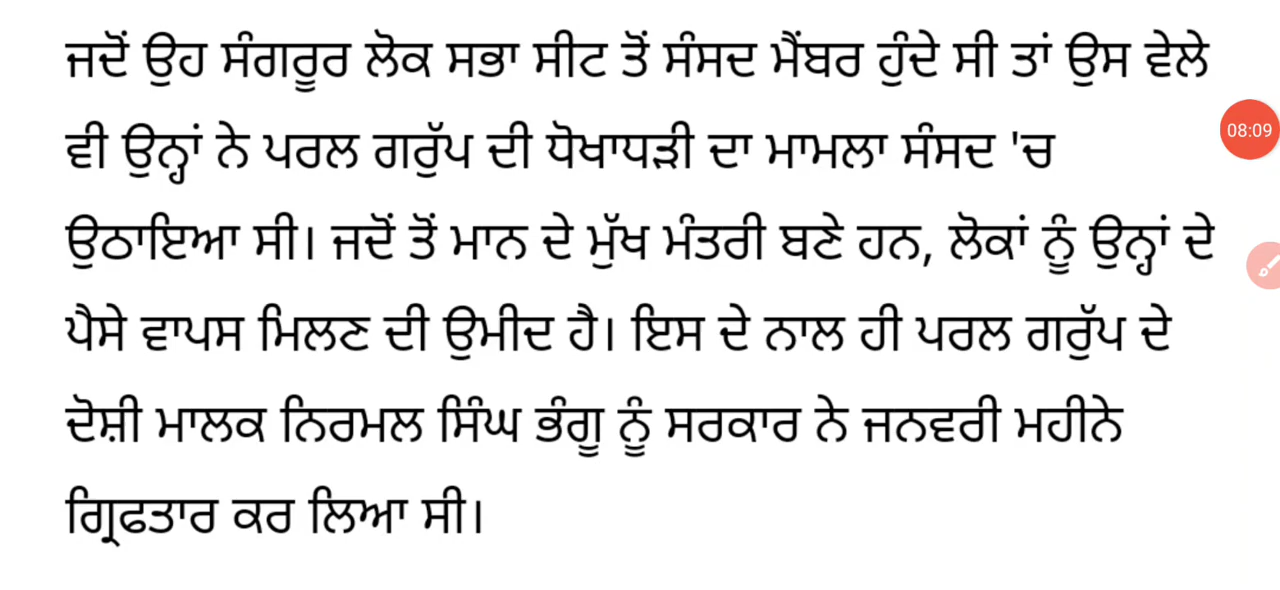 ਜਦੋਂ ਉਹ ਸੰਗਰੂਰ ਲੋਕ ਸਭਾ ਸੀਟ ਤੋਂ ਸੰਸਦ ਮੈਂਬਰ ਹੁੰਦੇ ਸੀ ਤਾਂ ਉਸ ਵੇਲੇ
ਵੀ ਉਨ੍ਹਾਂ ਨੇ ਪਰਲ ਗਰੁੱਪ ਦੀ ਧੋਖਾਧੜੀ ਦਾ ਮਾਮਲਾ ਸੰਸਦ 'ਚ
08:09
ਉਠਾਇਆ ਸੀ। ਜਦੋਂ ਤੋਂ ਮਾਨ ਦੇ ਮੁੱਖ ਮੰਤਰੀ ਬਣੇ ਹਨ, ਲੋਕਾਂ ਨੂੰ ਉਨ੍ਹਾਂ ਦੇ
ਪੈਸੇ ਵਾਪਸ ਮਿਲਣ ਦੀ ਉਮੀਦ ਹੈ। ਇਸ ਦੇ ਨਾਲ ਹੀ ਪਰਲ ਗਰੁੱਪ ਦੇ
ਦੋਸ਼ੀ ਮਾਲਕ ਨਿਰਮਲ ਸਿੰਘ ਭੰਗੂ ਨੂੰ ਸਰਕਾਰ ਨੇ ਜਨਵਰੀ ਮਹੀਨੇ
ਗ੍ਰਿਫਤਾਰ ਕਰ ਲਿਆ ਸੀ।